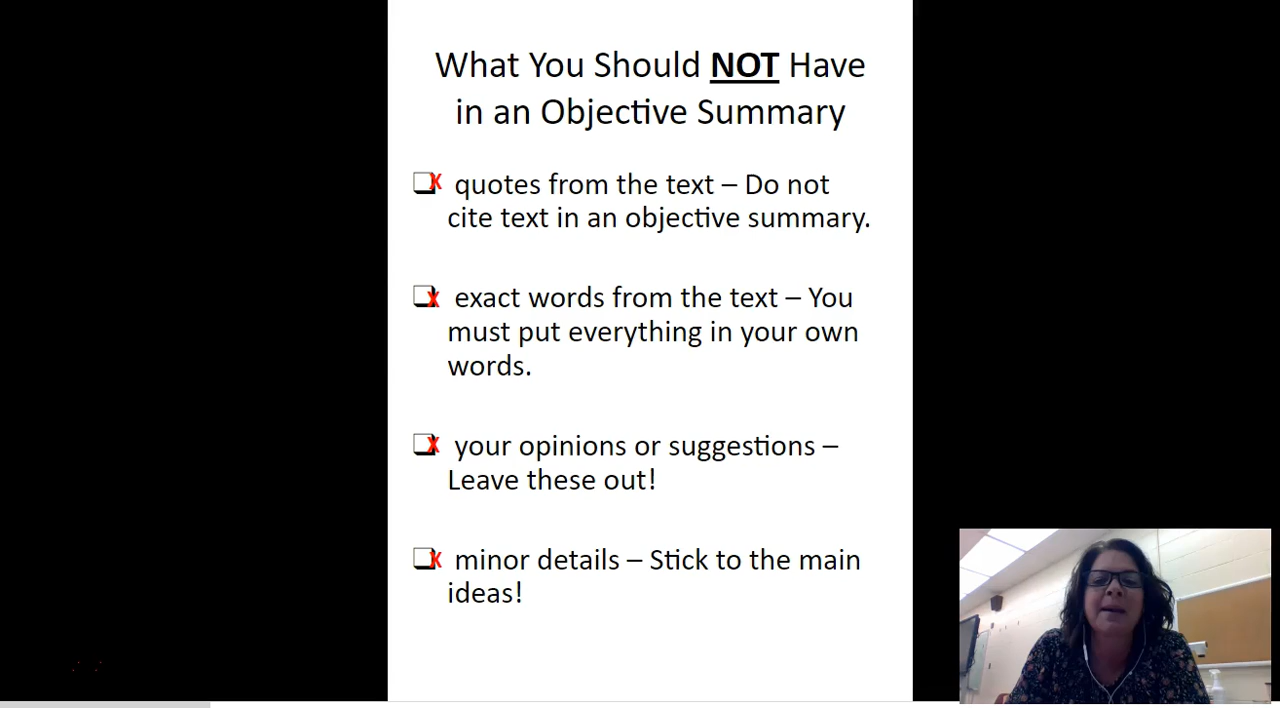 What You Should NOT Have
in an Objective Summary
quotes from the text – Do not
cite text in an objective summary.
exact words from the text – You
must put everything in your own
words.
your opinions or suggestions –
Leave these out!
minor details – Stick to the main
ideas!